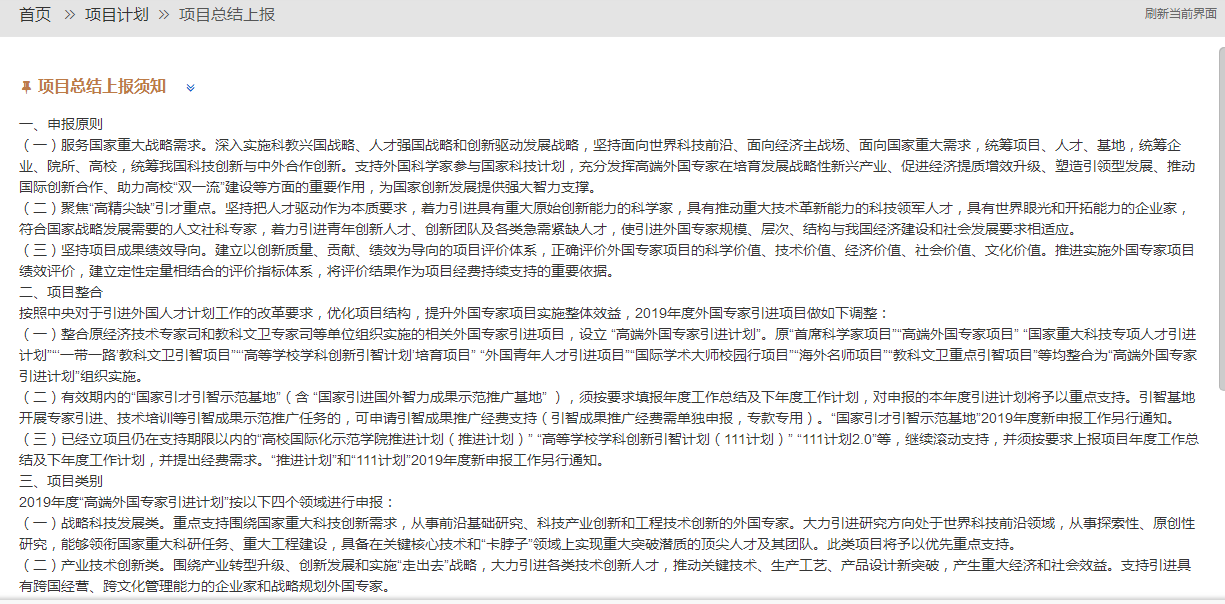 首页 » 项目计划 » 项目总结上报
刷新当前界面
项目总结上报须知
一、申报原则
（一）服务国家重大战略需求。深入实施科教兴国战略、人才强国战略和创新驱动发展战略，坚持面向世界科技前沿、面向经济主战场、面向国家重大需求，统筹项目、人才、基地，统筹企
业、院所、高校，统筹我国科技创新与中外合作创新。支持外国科学家参与国家科技计划，充分发挥高端外国专家在培育发展战略性新兴产业、促进经济提质增效升级、塑造引领型发展、推动
国际创新合作、助力高校“双一流”建设等方面的重要作用，为国家创新发展提供强大智力支撑。
（二）聚焦“高精尖缺”引才重点。坚持把人才驱动作为本质要求，着力引进具有重大原始创新能力的科学家，具有推动重大技术革新能力的科技领军人才，具有世界眼光和开拓能力的企业家，
符合国家战略发展需要的人文社科专家，着力引进青年创新人才、创新团队及各类急需紧缺人才，使引进外国专家规模、层次、结构与我国经济建设和社会发展要求相适应。
（三）坚持项目成果绩效导向。建立以创新质量、贡献、绩效为导向的项目评价体系，正确评价外国专家项目的科学价值、技术价值、经济价值、社会价值、文化价值。推进实施外国专家项目
绩效评价，建立定性定量相结合的评价指标体系，将评价结果作为项目经费持续支持的重要依据。
二、项目整合
按照中央对于引进外国人才计划工作的改革要求，优化项目结构，提升外国专家项目实施整体效益，2019年度外国专家引进项目做如下调整：
（一）整合原经济技术专家司和教科文卫专家司等单位组织实施的相关外国专家引进项目，设立 “高端外国专家引进计划”。原“首席科学家项目”“高端外国专家项目” “国家重大科技专项人才引进
计划”“‘一带一路’教科文卫引智项目”“‘高等学校学科创新引智计划’培育项目” “外国青年人才引进项目”“国际学术大师校园行项目”“海外名师项目”“教科文卫重点引智项目”等均整合为“高端外国专家
引进计划”组织实施。
（二）有效期内的“国家引才引智示范基地”（含 “国家引进国外智力成果示范推广基地” ），须按要求填报年度工作总结及下年度工作计划，对申报的本年度引进计划将予以重点支持。引智基地
开展专家引进、技术培训等引智成果示范推广任务的，可申请引智成果推广经费支持（引智成果推广经费需单独申报，专款专用）。“国家引才引智示范基地”2019年度新申报工作另行通知。
（三）已经立项目仍在支持期限以内的“高校国际化示范学院推进计划（推进计划）” “高等学校学科创新引智计划（111计划）” “111计划2.0”等，继续滚动支持，并须按要求上报项目年度工作总
结及下年度工作计划，并提出经费需求。“推进计划”和“111计划”2019年度新申报工作另行通知。
三、项目类别
2019年度“高端外国专家引进计划”按以下四个领域进行申报：
（一）战略科技发展类。重点支持围绕国家重大科技创新需求，从事前沿基础研究、科技产业创新和工程技术创新的外国专家。大力引进研究方向处于世界科技前沿领域，从事探索性、原创性
研究，能够领衔国家重大科研任务、重大工程建设，具备在关键核心技术和“卡脖子”领域上实现重大突破潜质的顶尖人才及其团队。此类项目将予以优先重点支持。
（二）产业技术创新类。围绕产业转型升级、创新发展和实施“走出去”战略，大力引进各类技术创新人才，推动关键技术、生产工艺、产品设计新突破，产生重大经济和社会效益。支持引进具
有跨国经营、跨文化管理能力的企业家和战略规划外国专家。